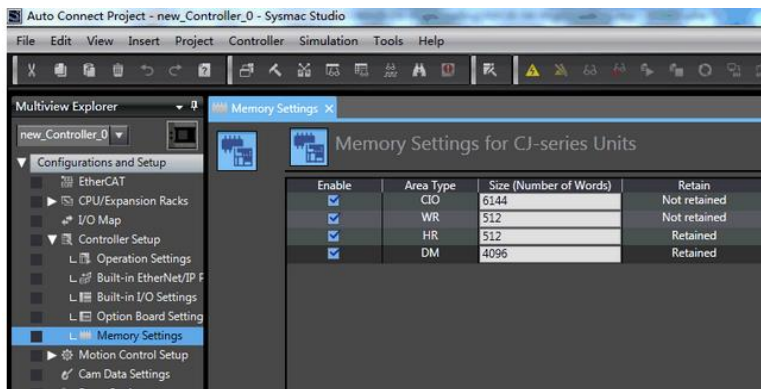 Auto Connect Project - new_Controller_0 - Sysmac Studio
File Edit View Insert Project Controller Simulation Tools Help
Multiview Explorer
Memory Settings
new_Controller_0
Memory Settings for CJ-series Units
Configurations and Setup
EtherCAT
CPU/Expansion Racks
I/O Map
Controller Setup
Operation Settings
Built-in EtherNet/IP P
Built-in I/O Settings
Option Board Setting
Memory Settings
Motion Control Setup
Cam Data Settings
Enable Area Type Size (Number of Words) Retain
CIO 6144 Not retained
WR 512 Not retained
HR 512 Retained
DM 4096 Retained